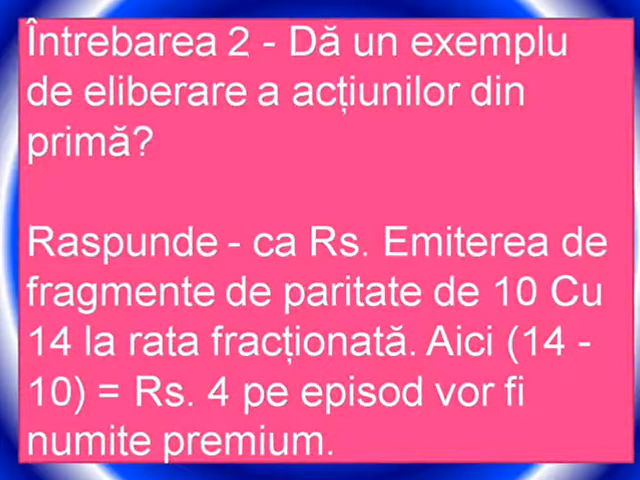 Întrebarea 2 - Dă un exemplu
de eliberare a acțiunilor din
primă?
Raspunde - ca Rs. Emiterea de
fragmente de paritate de 10 Cu
14 la rata fracționată. Aici (14 -
10) = Rs. 4 pe episod vor fi
numite premium.